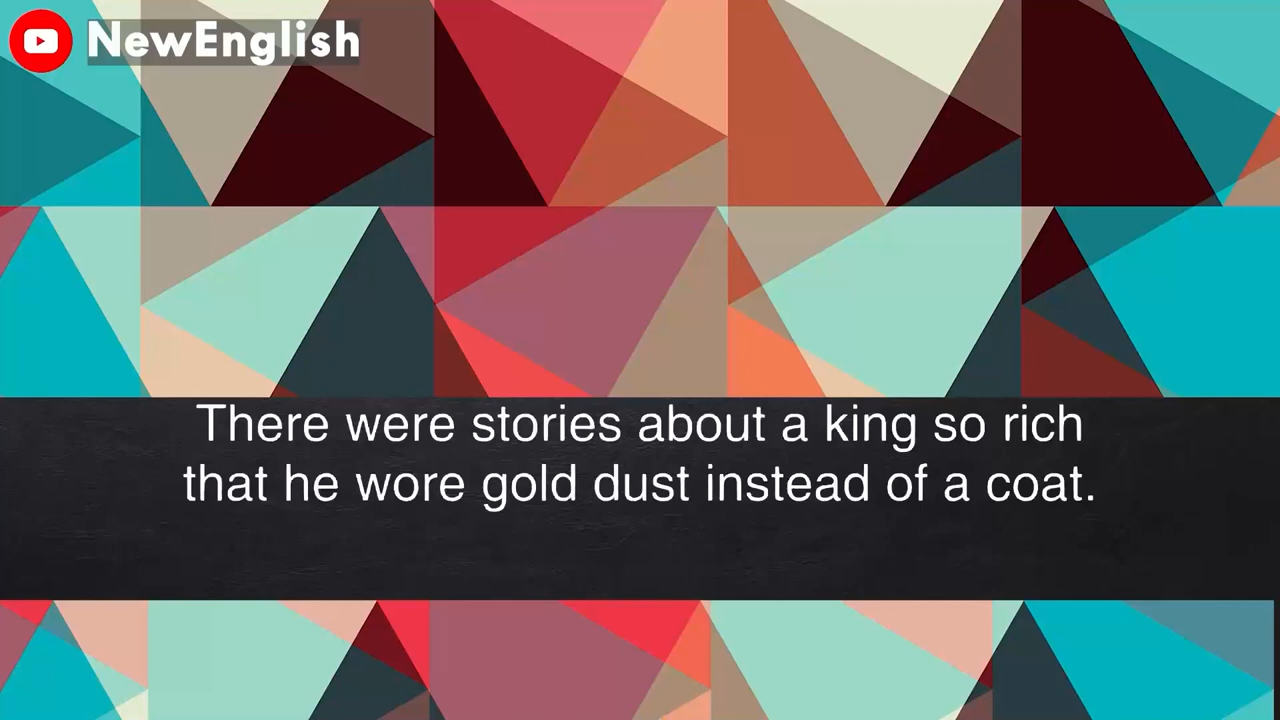 NewEnglish
There were stories about a king so rich
that he wore gold dust instead of a coat.